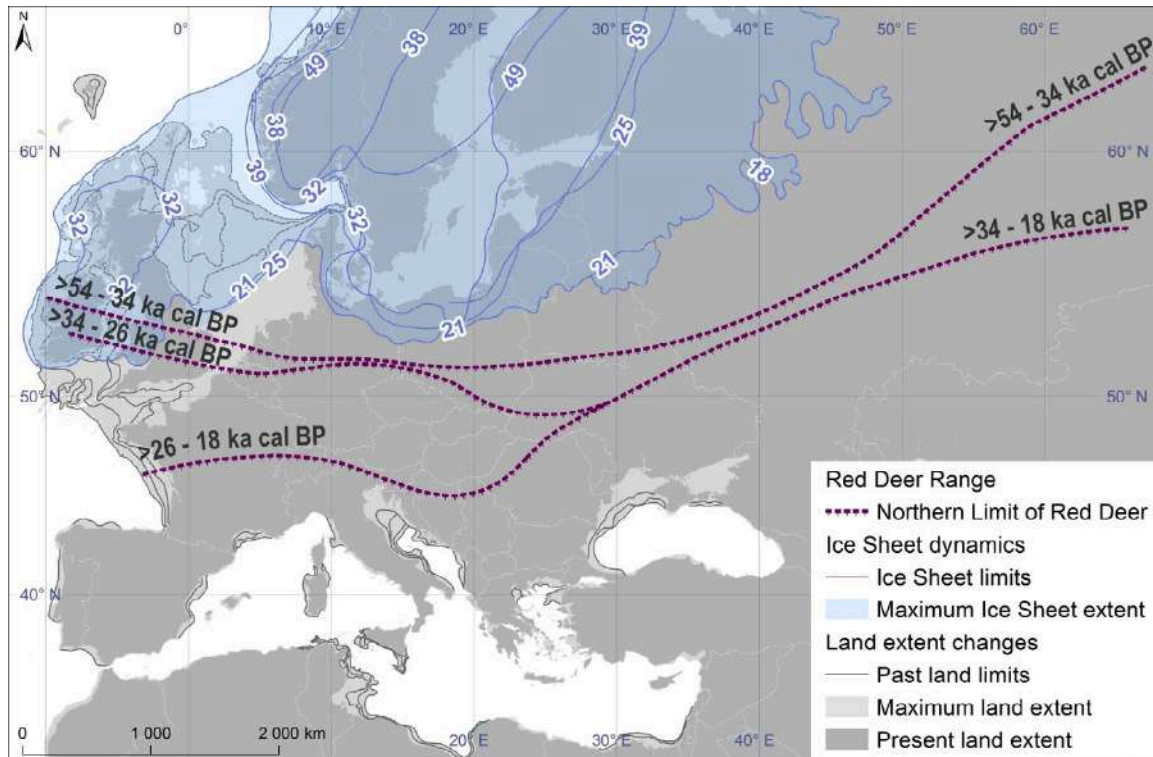 N
0°
10° E
20° E
30° E
40° E
50° E
60° E
49
38
39
49
38
39
25
18
60° N
60° N
32
32
32
32
32
21
25
21
21
>54 - 34 ka cal BP
>34 - 18 ka cal BP
>54 - 34 ka cal BP
>34 - 26 ka cal BP
50° N
50° N
>26 - 18 ka cal BP
40° N
Red Deer Range
Northern Limit of Red Deer
Ice Sheet dynamics
Ice Sheet limits
Maximum Ice Sheet extent
Land extent changes
Past land limits
Maximum land extent
Present land extent
0
1 000
2 000 km
20° E
30° E
40° E